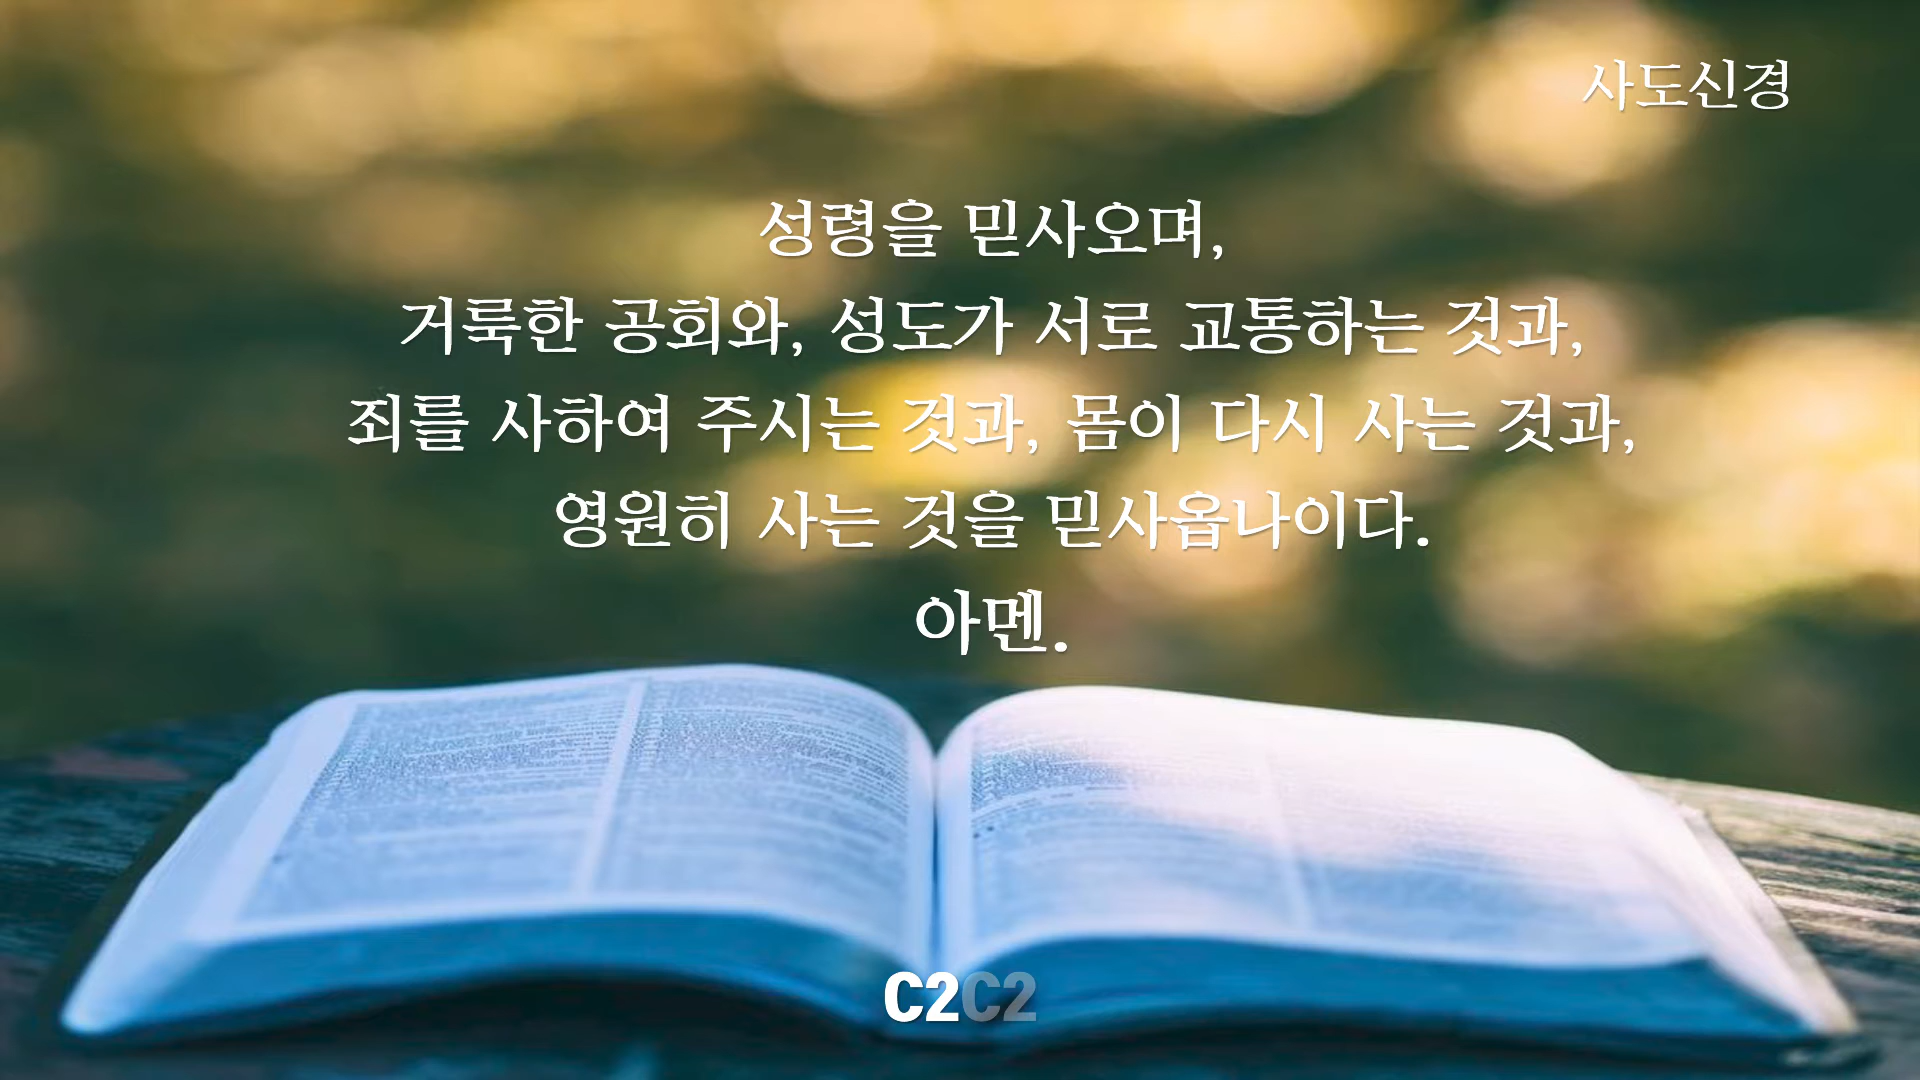 사도신경
성령을 믿사오며,
거룩한 공회와, 성도가 서로 교통하는 것과,
죄를 사하여 주시는 것과, 몸이 다시 사는 것과,
영원히 사는 것을 믿사옵나이다.
아멘.
C2C2